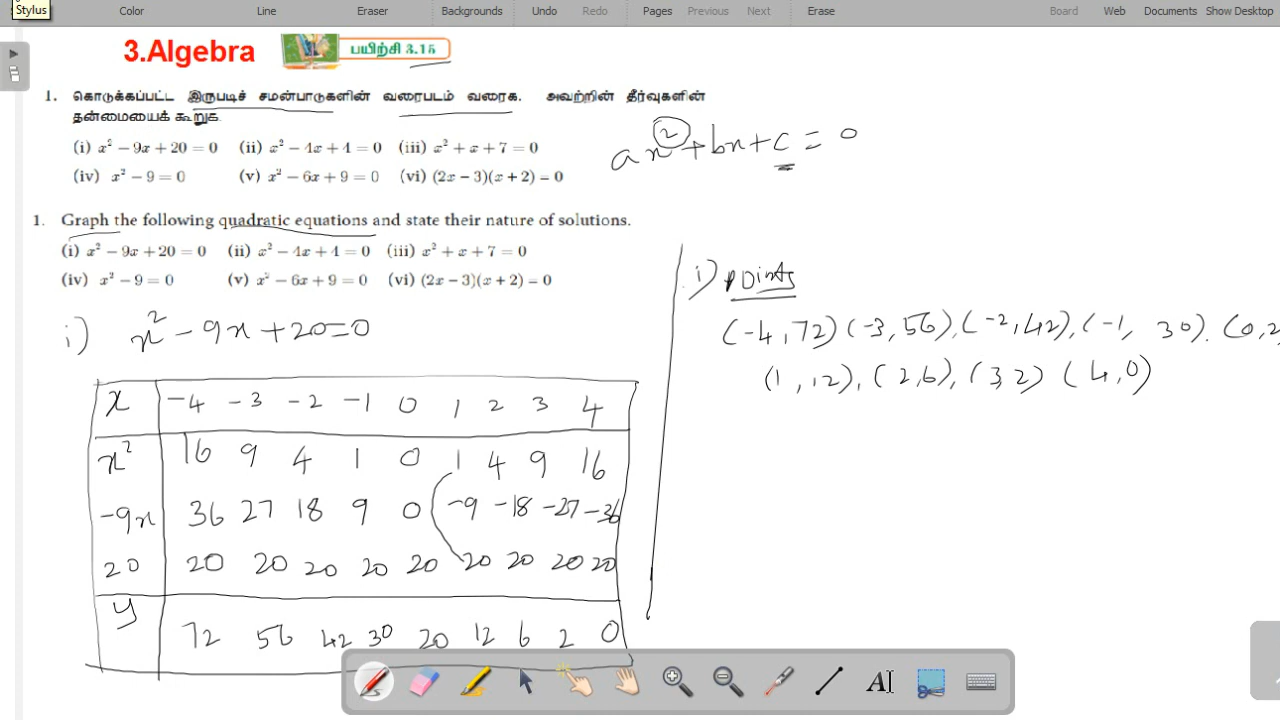 Stylus
Color Line Eraser Backgrounds Undo Redo Pages Previous Next Erase Board Web Documents Show Desktop
3.Algebra பயிற்சி 3.15
1. கொடுக்கப்பட்ட இருபடிச் சமன்பாடுகளின் வரைபடம் வரைக. அவற்றின் தீர்வுகளின்
தன்மையைக் கூறுக.
(i) x² − 9x + 20 = 0 (ii) x² − 4x + 4 = 0 (iii) x² + x + 7 = 0
(iv) x² − 9 = 0 (v) x² − 6x + 9 = 0 (vi) (2x − 3)(x + 2) = 0
ax² + bx + c = 0
1. Graph the following quadratic equations and state their nature of solutions.
(i) x² − 9x + 20 = 0 (ii) x² − 4x + 4 = 0 (iii) x² + x + 7 = 0
(iv) x² − 9 = 0 (v) x² − 6x + 9 = 0 (vi) (2x − 3)(x + 2) = 0
i) x² − 9x + 20 = 0
x −4 −3 −2 −1 0 1 2 3 4
x² 16 9 4 1 0 1 4 9 16
−9x 36 27 18 9 0 −9 −18 −27 −36
20 20 20 20 20 20 20 20 20 20
y 72 56 42 30 20 12 6 2 0
i) points
(−4, 72) (−3, 56), (−2, 42), (−1, 30). (0, 2
(1, 12), (2, 6), (3 2) (4, 0)
A